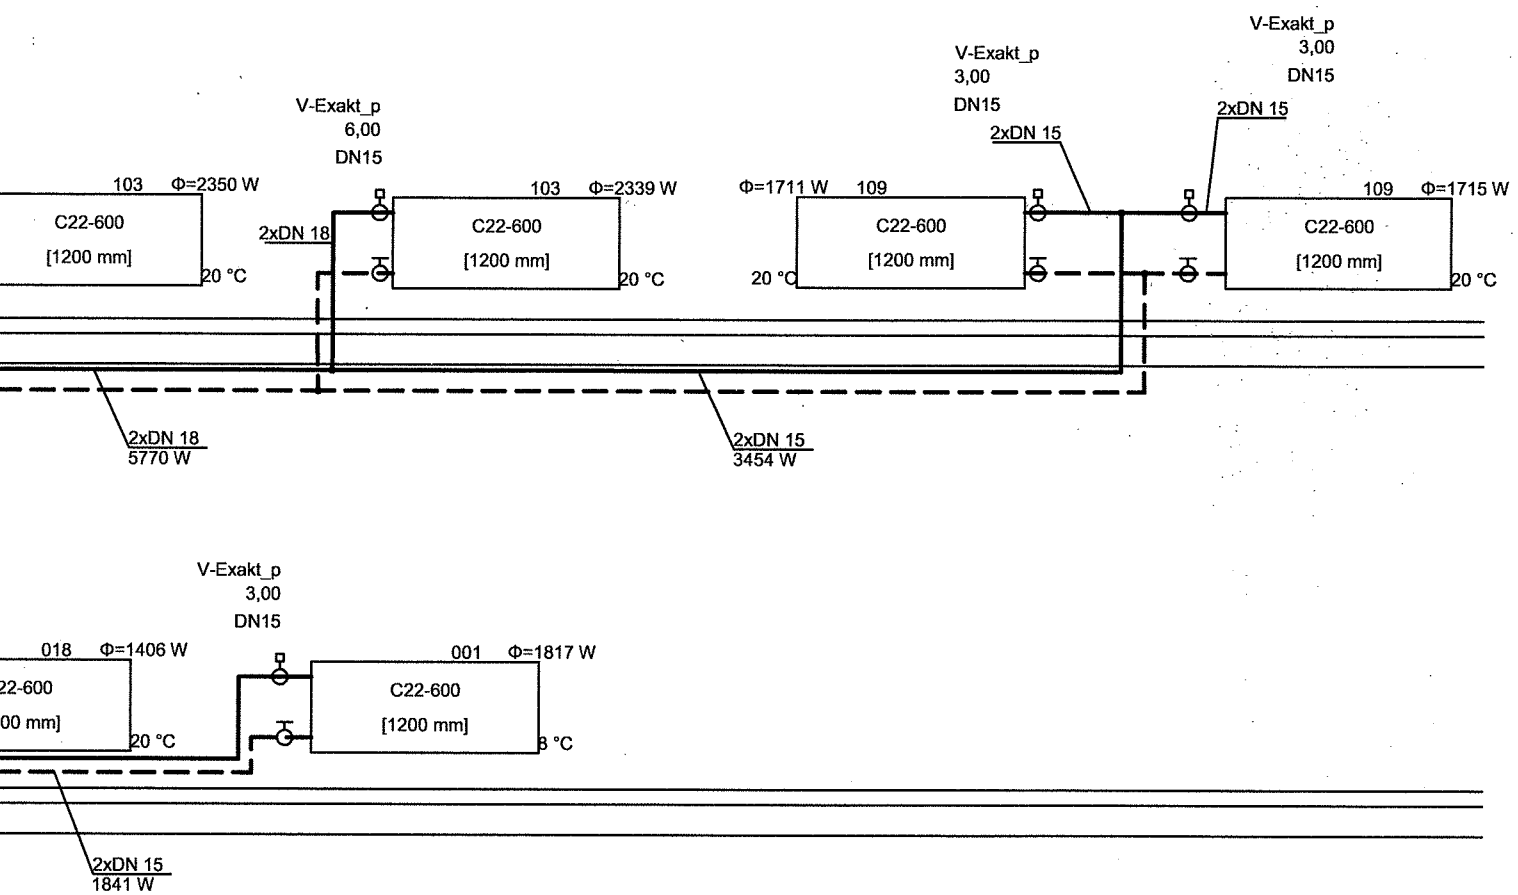 V-Exakt_p
3,00
DN15
2xDN 15
V-Exakt_p
3,00
DN15
2xDN 15
V-Exakt_p
6,00
DN15
2xDN 18
103 Φ=2350 W
C22-600
[1200 mm]
20 °C
103 Φ=2339 W
C22-600
[1200 mm]
20 °C
Φ=1711 W 109
C22-600
[1200 mm]
20 °C
109 Φ=1715 W
C22-600
[1200 mm]
20 °C
2xDN 18
5770 W
2xDN 15
3454 W
V-Exakt_p
3,00
DN15
018 Φ=1406 W
22-600
00 mm]
20 °C
001 Φ=1817 W
C22-600
[1200 mm]
8 °C
2xDN 15
1841 W